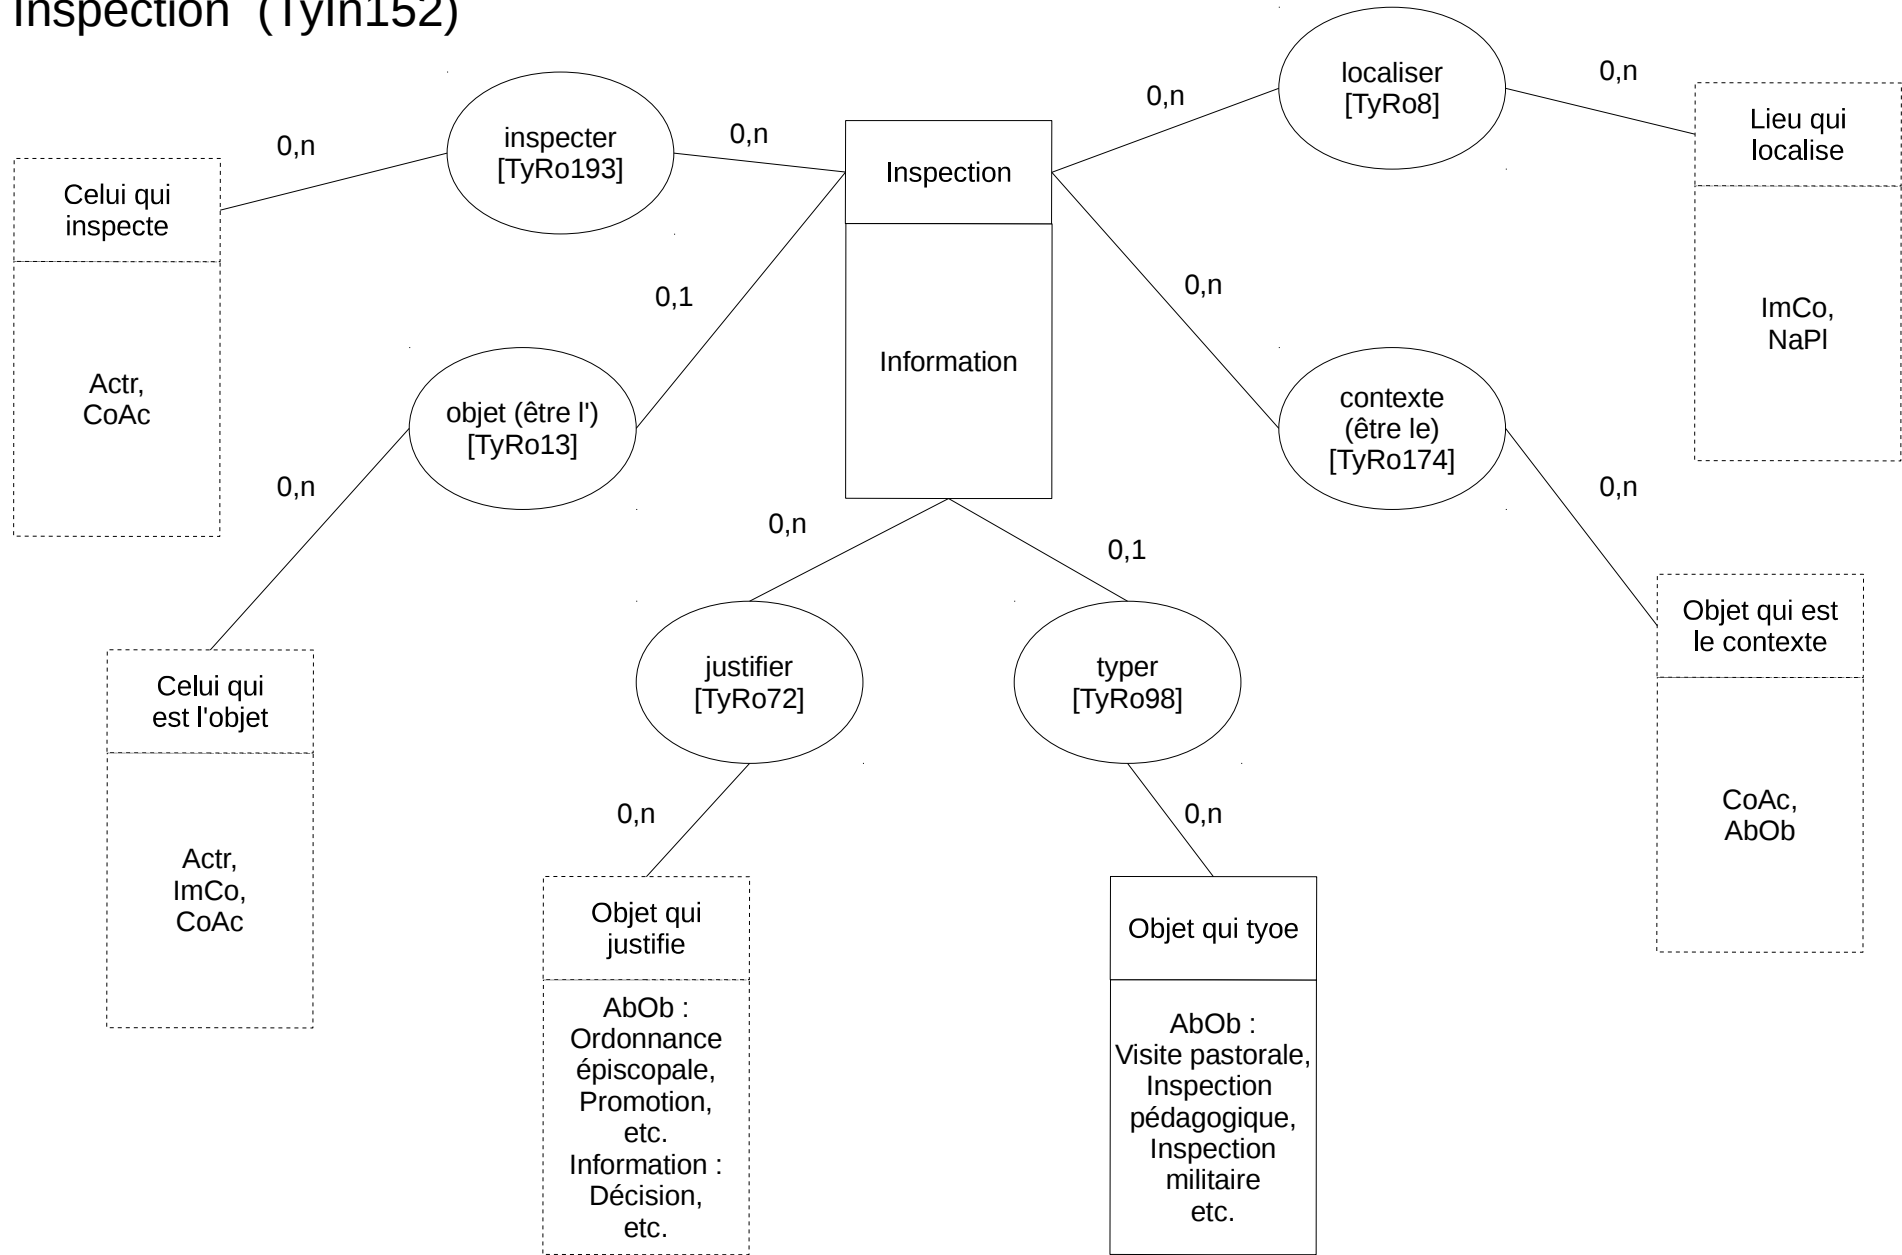 Inspection (TyIn152)
0,n
inspecter
[TyRo193]
0,n
Celui qui
inspecte
Actr,
CoAc
0,1
objet (être l')
[TyRo13]
0,n
Celui qui
est l'objet
Actr,
ImCo,
CoAc
Inspection
Information
0,n
localiser
[TyRo8]
0,n
Lieu qui
localise
ImCo,
NaPl
0,n
contexte
(être le)
[TyRo174]
0,n
Objet qui est
le contexte
CoAc,
AbOb
0,n
justifier
[TyRo72]
0,n
Objet qui
justifie
AbOb :
Ordonnance
épiscopale,
Promotion,
etc.
Information :
Décision,
etc.
0,1
typer
[TyRo98]
0,n
Objet qui tyoe
AbOb :
Visite pastorale,
Inspection
pédagogique,
Inspection
militaire
etc.